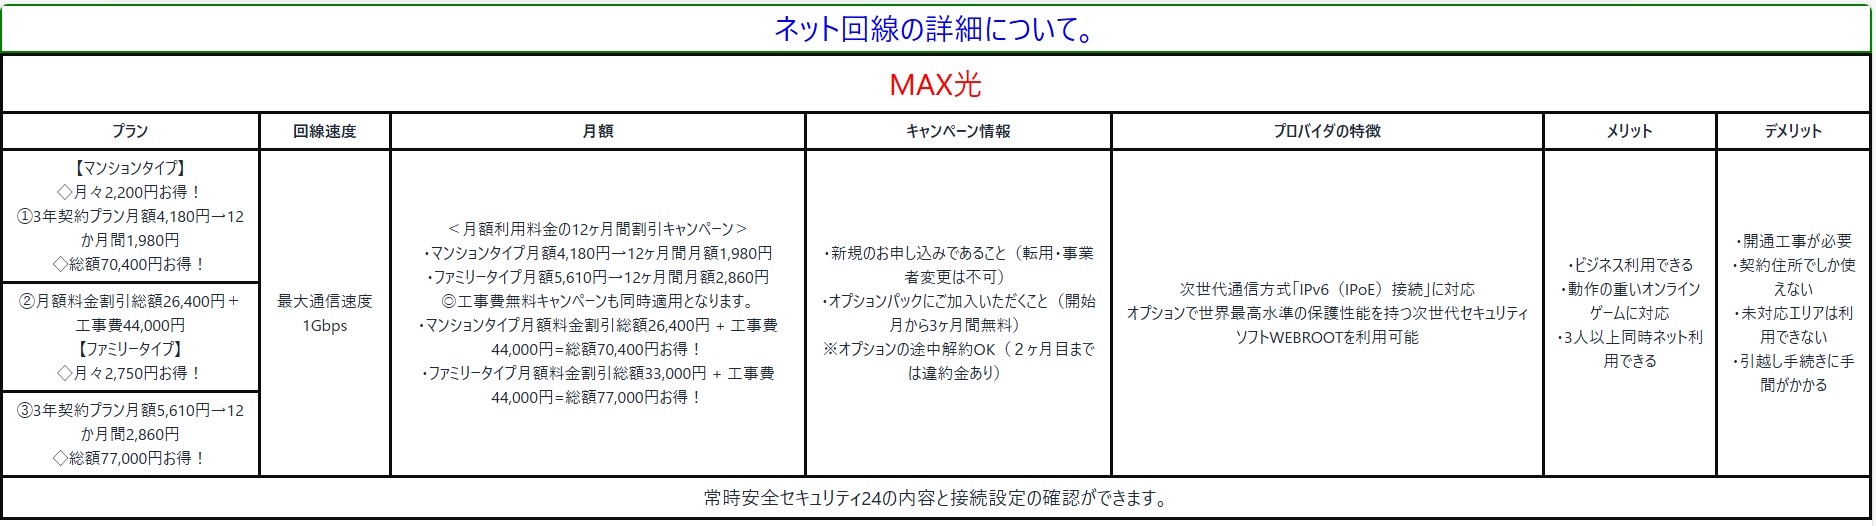 ネット回線の詳細について。
MAX光
プラン
回線速度
月額
キャンペーン情報
プロバイダの特徴
メリット
デメリット
【マンションタイプ】
◇月々2,200円お得！
①3年契約プラン月額4,180円→12
か月間1,980円
◇総額70,400円お得！
②月額料金割引総額26,400円＋
工事費44,000円
【ファミリータイプ】
◇月々2,750円お得！
③3年契約プラン月額5,610円→12
か月間2,860円
◇総額77,000円お得！
最大通信速度
1Gbps
＜月額利用料金の12ヶ月間割引キャンペーン＞
・マンションタイプ月額4,180円→12ヶ月間月額1,980円
・ファミリータイプ月額5,610円→12ヶ月間月額2,860円
◎工事費無料キャンペーンも同時適用となります。
・マンションタイプ月額料金割引総額26,400円 + 工事費
44,000円=総額70,400円お得！
・ファミリータイプ月額料金割引総額33,000円 + 工事費
44,000円=総額77,000円お得！
・新規のお申し込みであること（転用・事業
者変更は不可）
・オプションパックにご加入いただくこと（開始
月から3ヶ月間無料）
※オプションの途中解約OK（２ヶ月目まで
は違約金あり）
次世代通信方式「IPv6（IPoE）接続」に対応
オプションで世界最高水準の保護性能を持つ次世代セキュリティ
ソフトWEBROOTを利用可能
・ビジネス利用できる
・動作の重いオンライン
ゲームに対応
・3人以上同時ネット利
用できる
・開通工事が必要
・契約住所でしか使
えない
・未対応エリアは利
用できない
・引越し手続きに手
間がかかる
常時安全セキュリティ24の内容と接続設定の確認ができます。